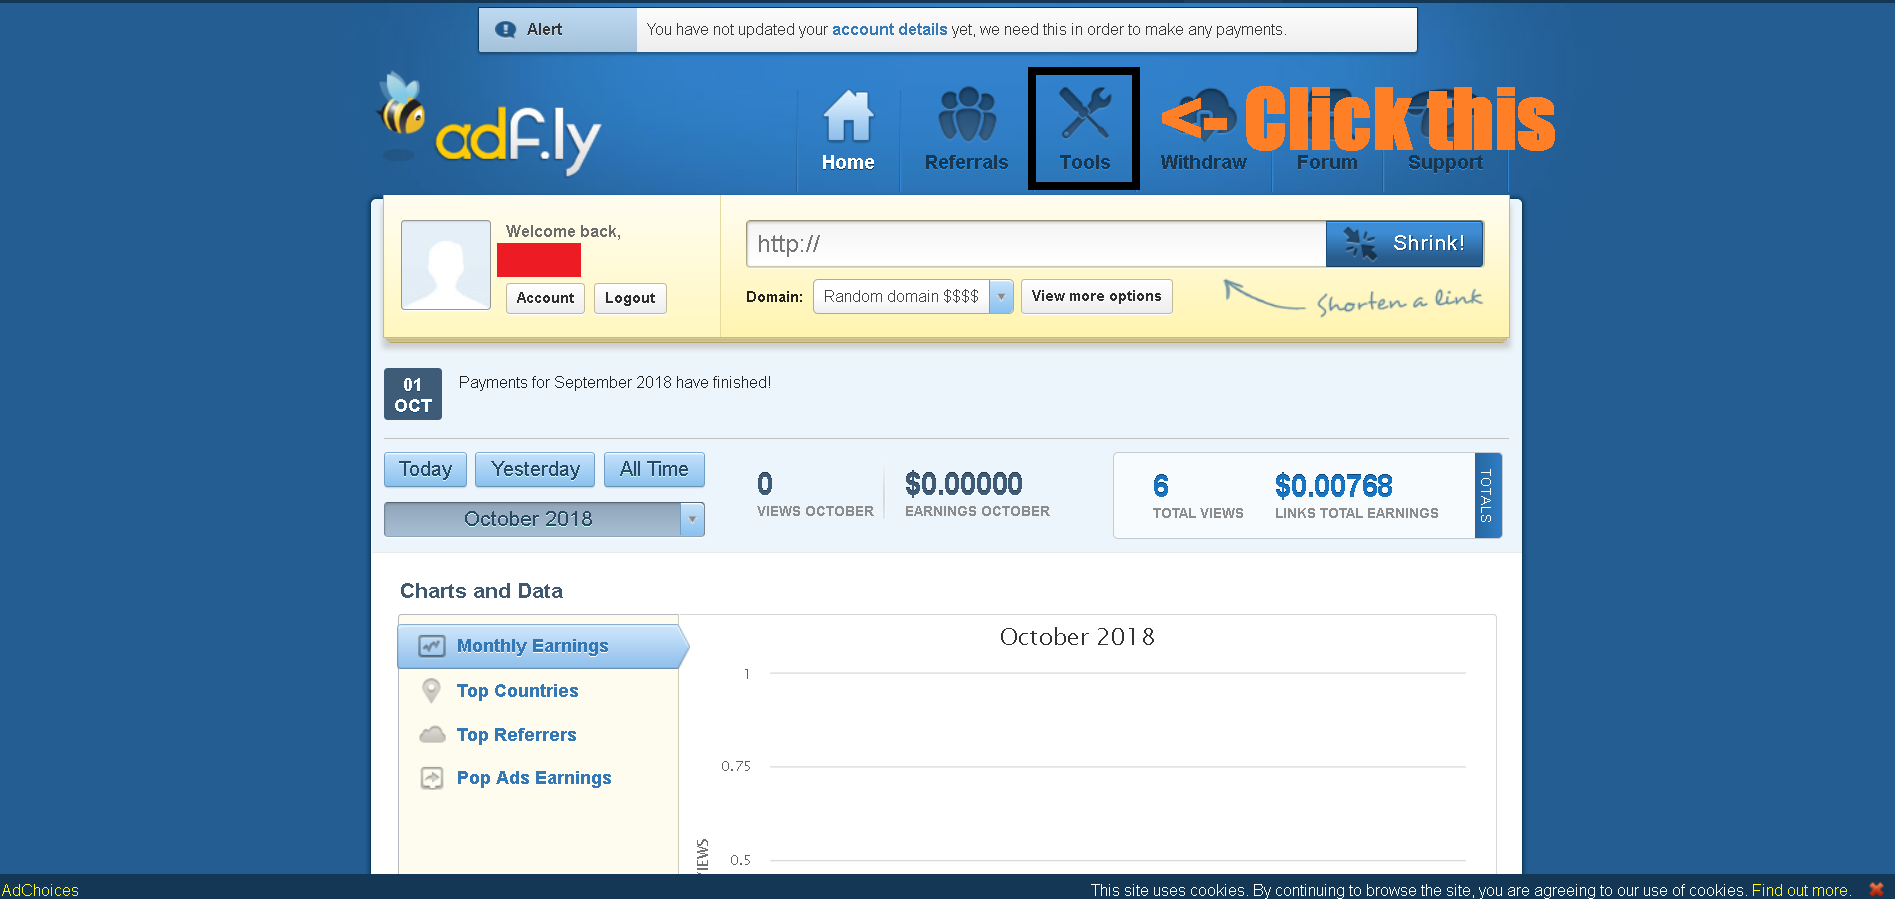 Alert
You have not updated your account details yet, we need this in order to make any payments.
adf.ly
Home
Referrals
Tools
Withdraw
Forum
Support
<- Click this
Welcome back,
Account
Logout
http://
Shrink!
Domain:
Random domain $$$$
View more options
Shorten a link
01
OCT
Payments for September 2018 have finished!
Today
Yesterday
All Time
October 2018
0
VIEWS OCTOBER
$0.00000
EARNINGS OCTOBER
6
TOTAL VIEWS
$0.00768
LINKS TOTAL EARNINGS
TOTALS
Charts and Data
Monthly Earnings
Top Countries
Top Referrers
Pop Ads Earnings
October 2018
1
0.75
0.5
AdChoices
This site uses cookies. By continuing to browse the site, you are agreeing to our use of cookies. Find out more.